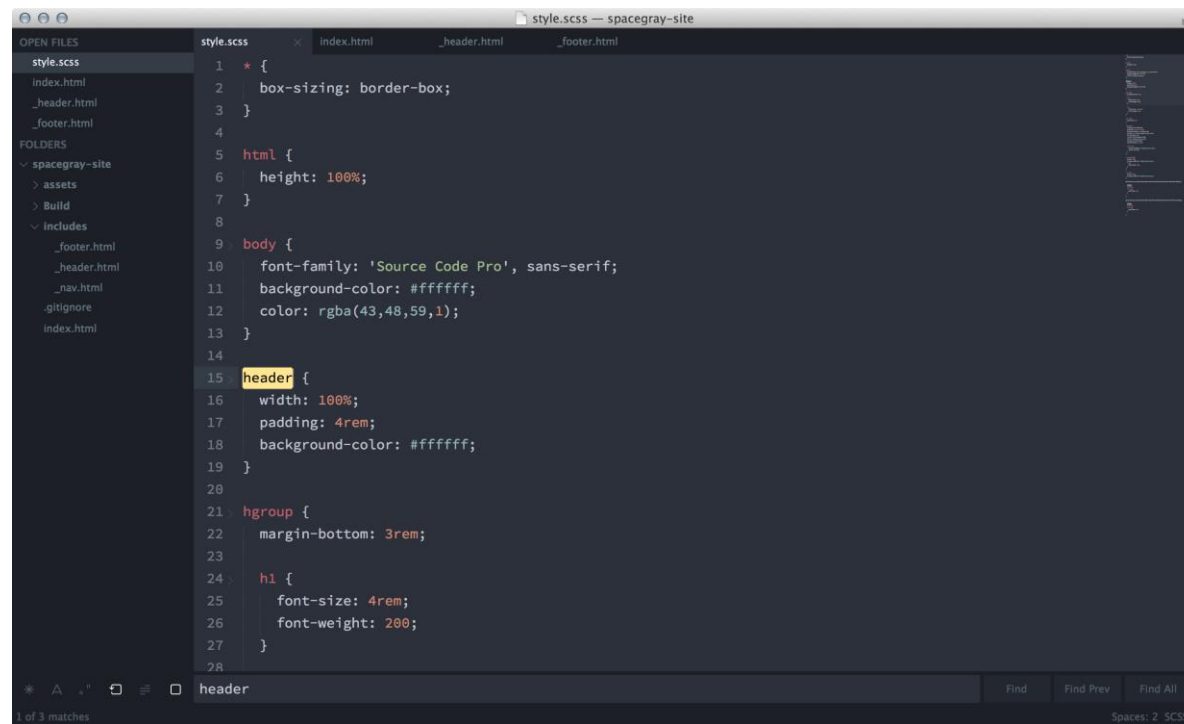 style.scss — spacegray-site
OPEN FILES
style.scss
index.html
_header.html
_footer.html
FOLDERS
spacegray-site
assets
Build
includes
_footer.html
_header.html
_nav.html
.gitignore
index.html
style.scss × index.html _header.html _footer.html
1 * {
2 box-sizing: border-box;
3 }
4
5 html {
6 height: 100%;
7 }
8
9 body {
10 font-family: 'Source Code Pro', sans-serif;
11 background-color: #ffffff;
12 color: rgba(43,48,59,1);
13 }
14
15 header {
16 width: 100%;
17 padding: 4rem;
18 background-color: #ffffff;
19 }
20
21 hgroup {
22 margin-bottom: 3rem;
23
24 h1 {
25 font-size: 4rem;
26 font-weight: 200;
27 }
28
header Find Find Prev Find All
1 of 3 matches Spaces: 2